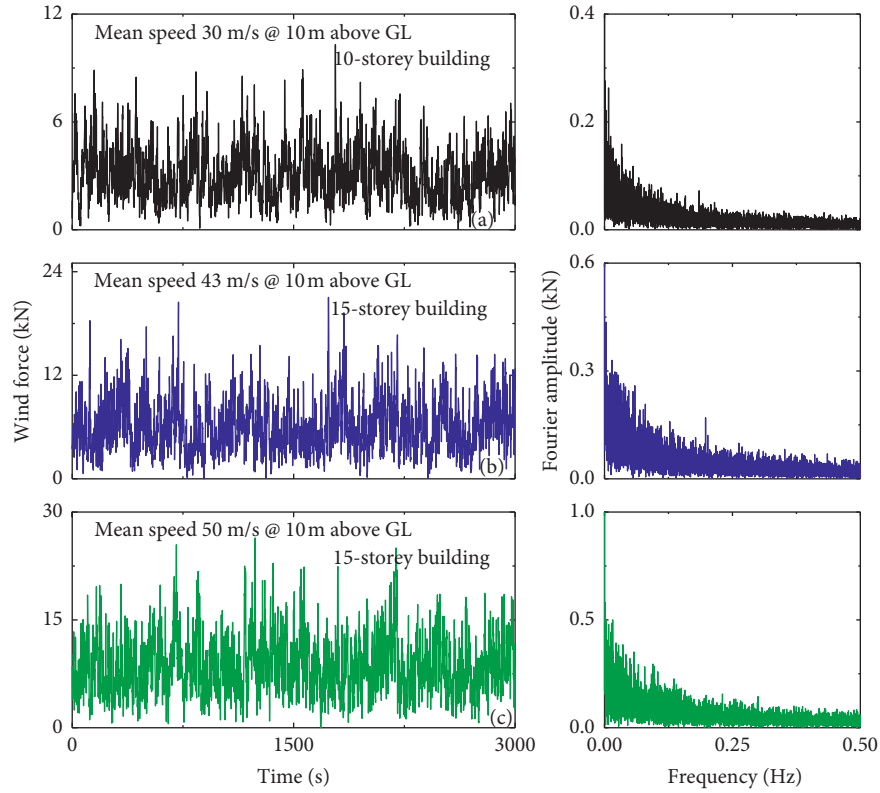 Wind force (kN)
12
6
0
Mean speed 30 m/s @ 10 m above GL
10-storey building
(a)
24
12
0
Mean speed 43 m/s @ 10 m above GL
15-storey building
(b)
30
15
0
Mean speed 50 m/s @ 10 m above GL
15-storey building
(c)
0 1500 3000
Time (s)
Fourier amplitude (kN)
0.4
0.2
0.0
0.6
0.3
0.0
1.0
0.5
0.0
0.00 0.25 0.50
Frequency (Hz)